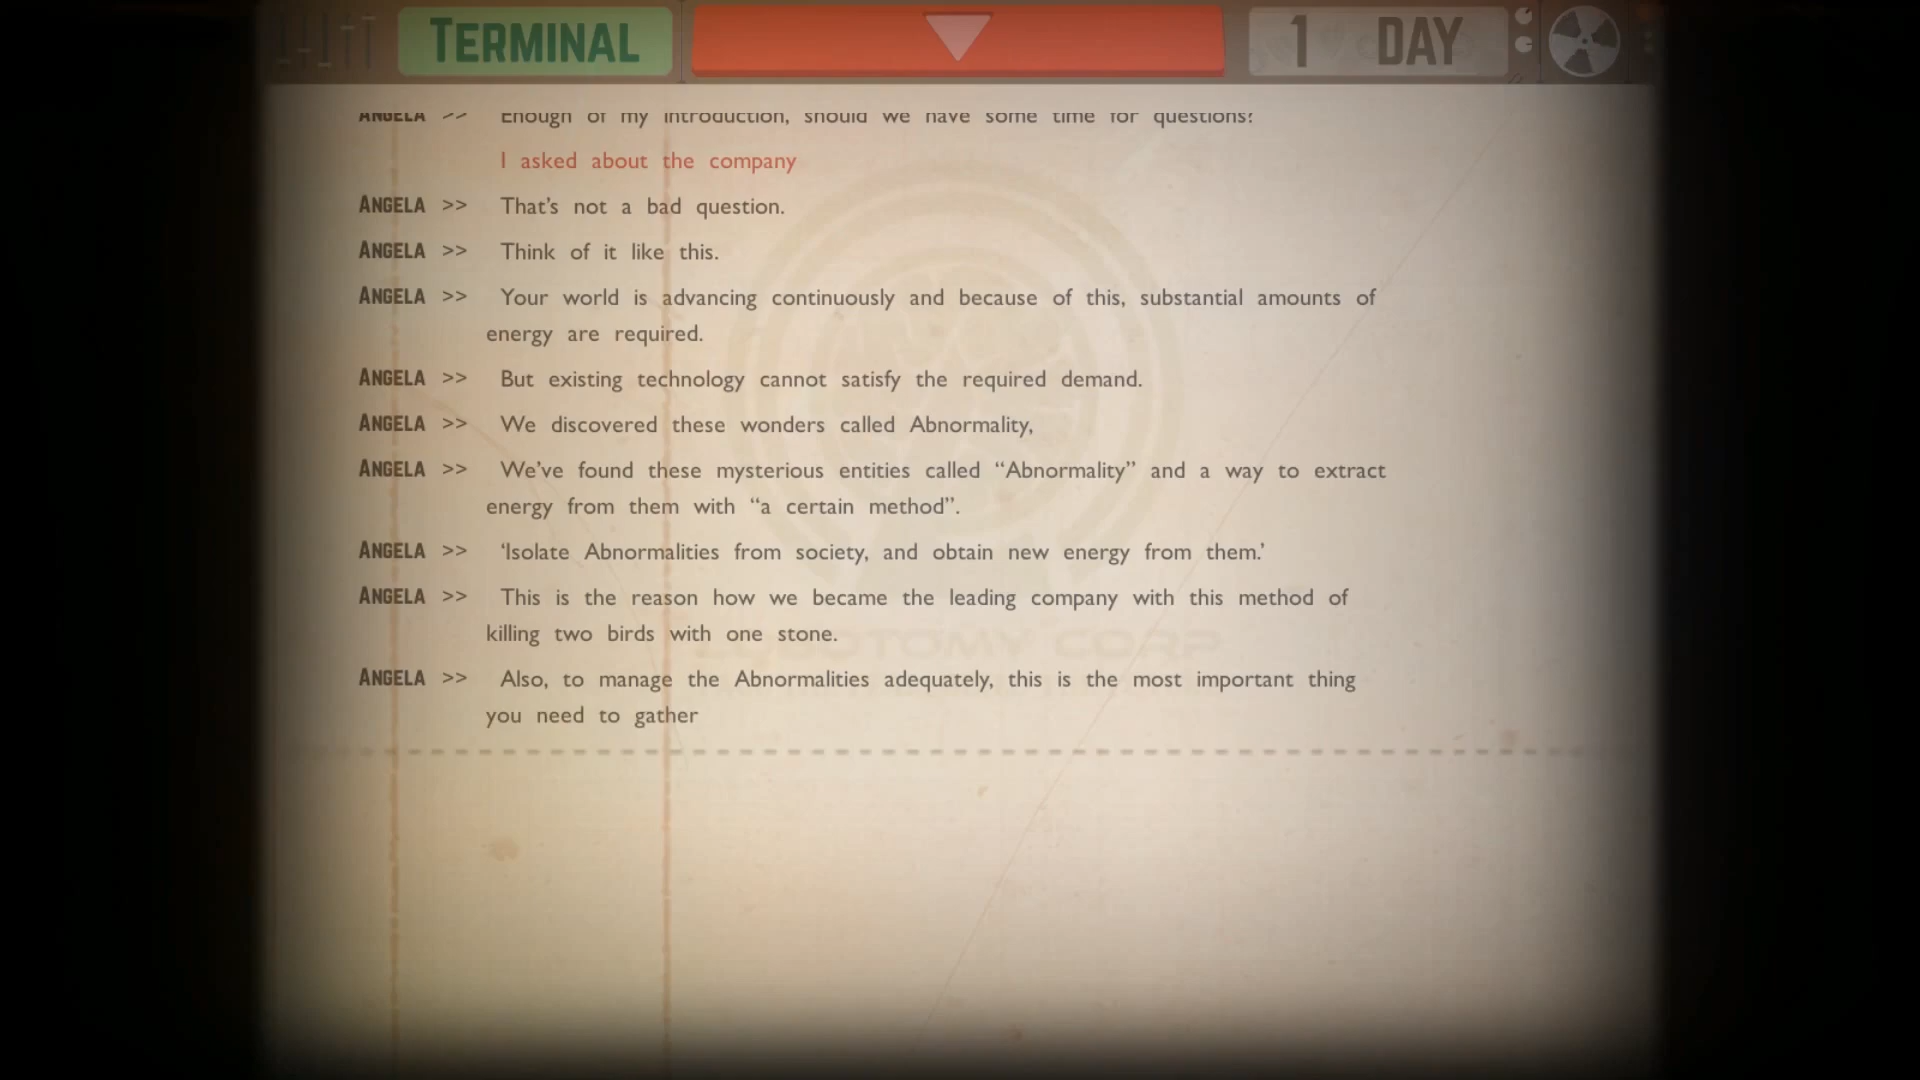 TERMINAL
1 DAY
ANGELA >> Enough of my introduction, should we have some time for questions?
I asked about the company
ANGELA >> That's not a bad question.
ANGELA >> Think of it like this.
ANGELA >> Your world is advancing continuously and because of this, substantial amounts of
energy are required.
ANGELA >> But existing technology cannot satisfy the required demand.
ANGELA >> We discovered these wonders called Abnormality,
ANGELA >> We've found these mysterious entities called “Abnormality” and a way to extract
energy from them with “a certain method”.
ANGELA >> ‘Isolate Abnormalities from society, and obtain new energy from them.’
ANGELA >> This is the reason how we became the leading company with this method of
killing two birds with one stone.
LOBOTOMY CORP
ANGELA >> Also, to manage the Abnormalities adequately, this is the most important thing
you need to gather